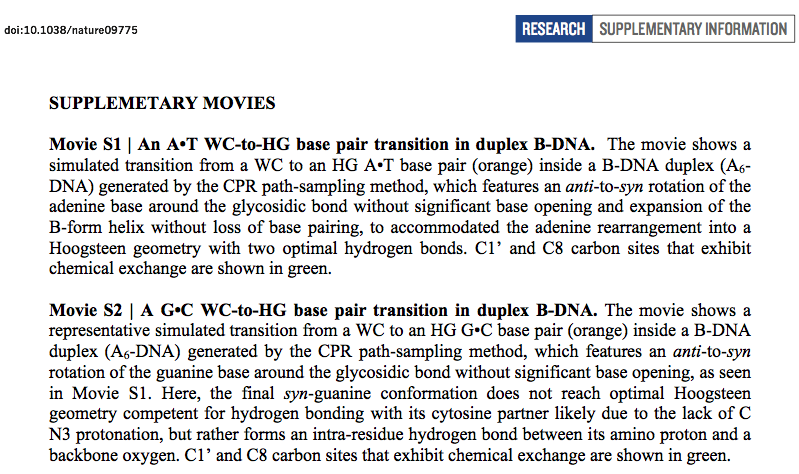 doi:10.1038/nature09775
RESEARCH SUPPLEMENTARY INFORMATION
SUPPLEMETARY MOVIES
Movie S1 | An A•T WC-to-HG base pair transition in duplex B-DNA. The movie shows a
simulated transition from a WC to an HG A•T base pair (orange) inside a B-DNA duplex (A6-
DNA) generated by the CPR path-sampling method, which features an anti-to-syn rotation of the
adenine base around the glycosidic bond without significant base opening and expansion of the
B-form helix without loss of base pairing, to accommodated the adenine rearrangement into a
Hoogsteen geometry with two optimal hydrogen bonds. C1’ and C8 carbon sites that exhibit
chemical exchange are shown in green.
Movie S2 | A G•C WC-to-HG base pair transition in duplex B-DNA. The movie shows a
representative simulated transition from a WC to an HG G•C base pair (orange) inside a B-DNA
duplex (A6-DNA) generated by the CPR path-sampling method, which features an anti-to-syn
rotation of the guanine base around the glycosidic bond without significant base opening, as seen
in Movie S1. Here, the final syn-guanine conformation does not reach optimal Hoogsteen
geometry competent for hydrogen bonding with its cytosine partner likely due to the lack of C
N3 protonation, but rather forms an intra-residue hydrogen bond between its amino proton and a
backbone oxygen. C1’ and C8 carbon sites that exhibit chemical exchange are shown in green.